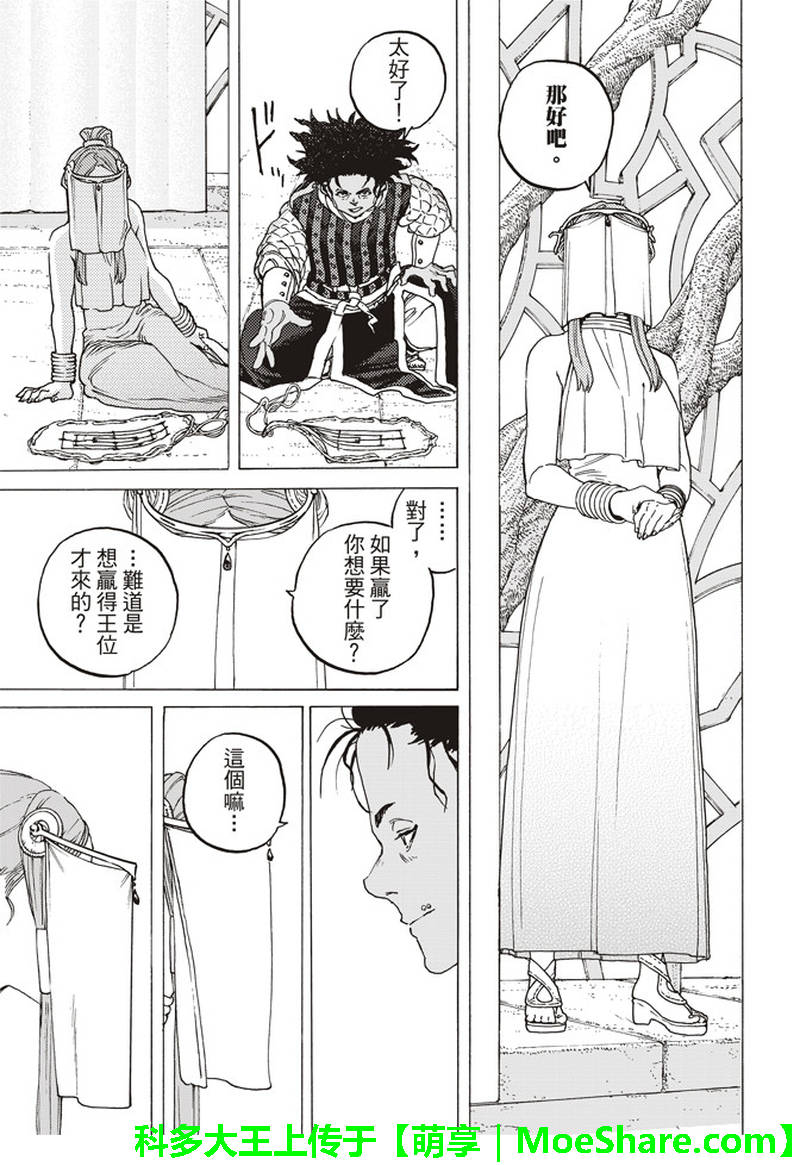 那好吧。
太好了！
ド
對了，
……
如果贏了
你想要什麼？
…難道是
想贏得王位
才來的？
這個嘛…
科多大王上传于【萌享 | MoeShare.com】